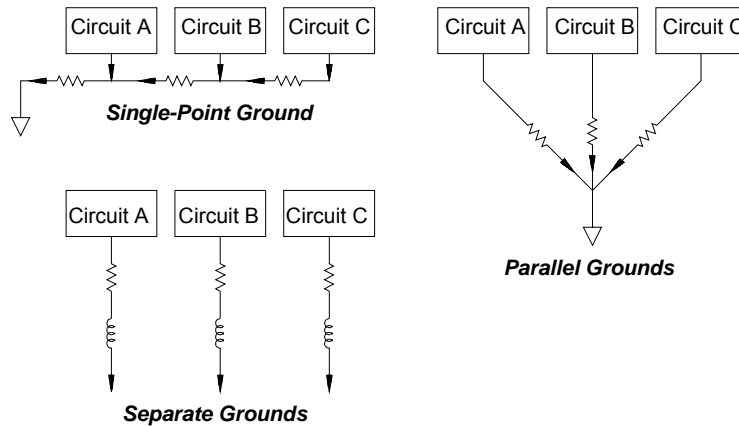 Circuit A Circuit B Circuit C
Single-Point Ground
Circuit A Circuit B Circuit C
Parallel Grounds
Circuit A Circuit B Circuit C
Separate Grounds